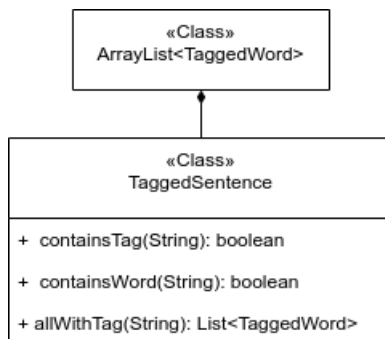 «Class»
ArrayList<TaggedWord>
«Class»
TaggedSentence
+ containsTag(String): boolean
+ containsWord(String): boolean
+ allWithTag(String): List<TaggedWord>